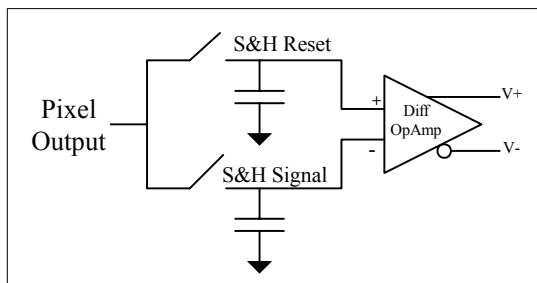 S&H Reset
Pixel
Output
+
-
Diff
OpAmp
V+
V-
S&H Signal